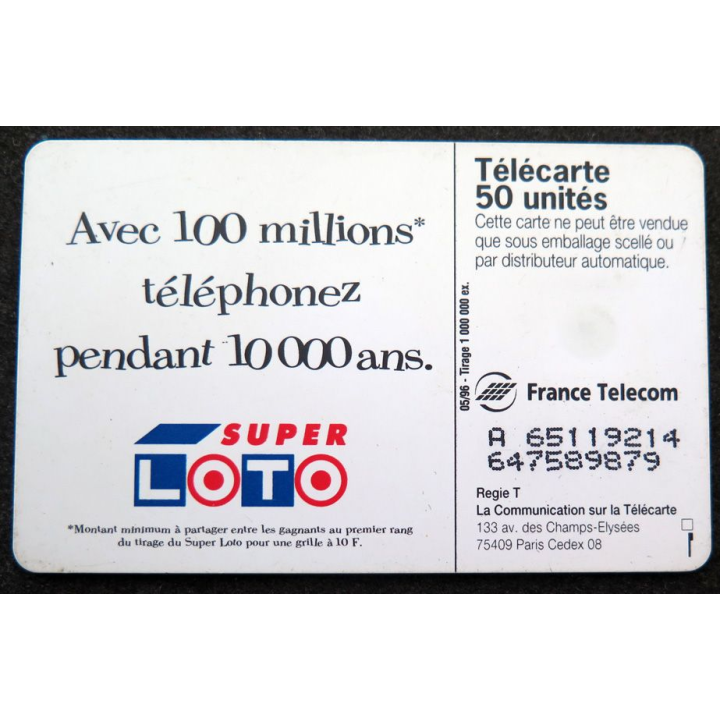 Avec 100 millions*
téléphonez
pendant 10 000 ans.
SUPER
LOTO
*Montant minimum à partager entre les gagnants au premier rang
du tirage du Super Loto pour une grille à 10 F.
Télécarte
50 unités
Cette carte ne peut être vendue
que sous emballage scellé ou
par distributeur automatique.
05/96 - Tirage 1 000 000 ex.
France Telecom
A 65119214
647589879
Regie T
La Communication sur la Télécarte
133 av. des Champs-Elysées
75409 Paris Cedex 08